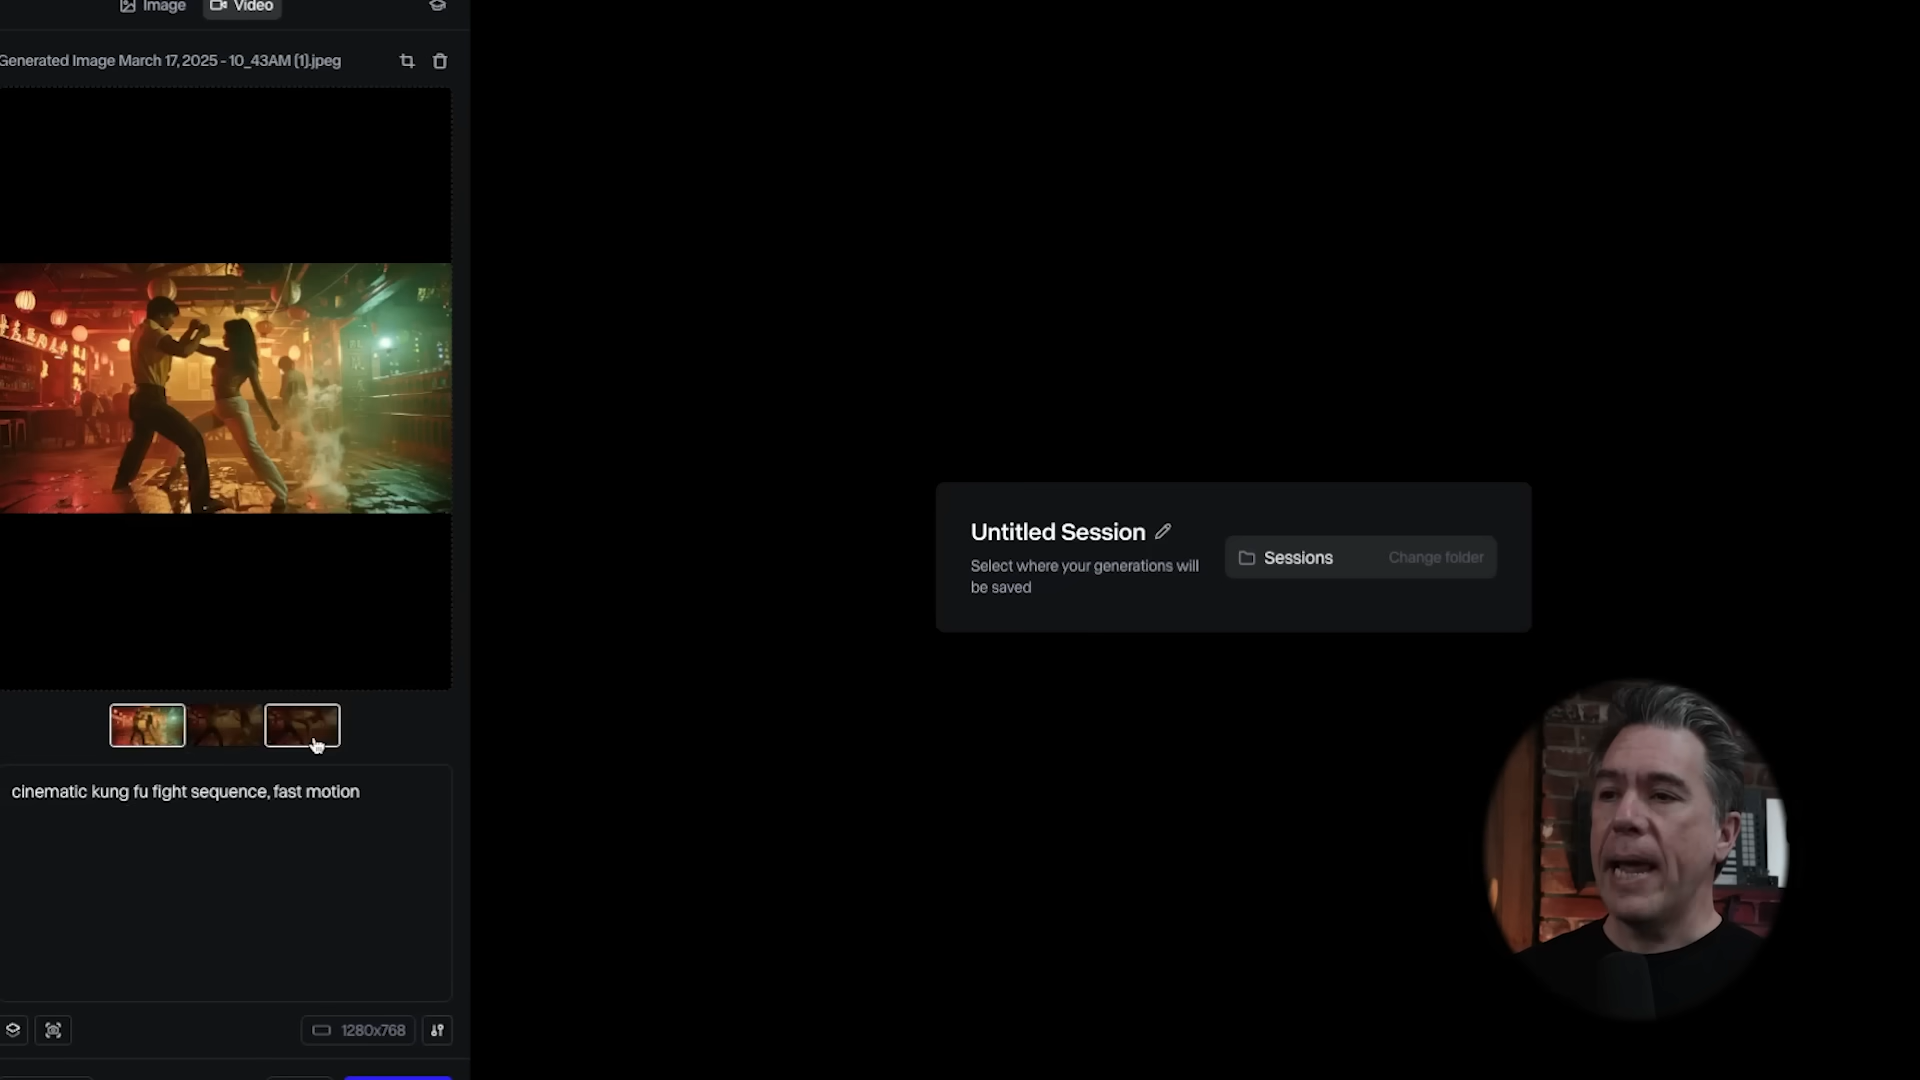 Image
Video
Generated Image March 17, 2025 - 10_43AM (1).jpeg
Untitled Session
Select where your generations will
be saved
Sessions
Change folder
cinematic kung fu fight sequence, fast motion
1280x768